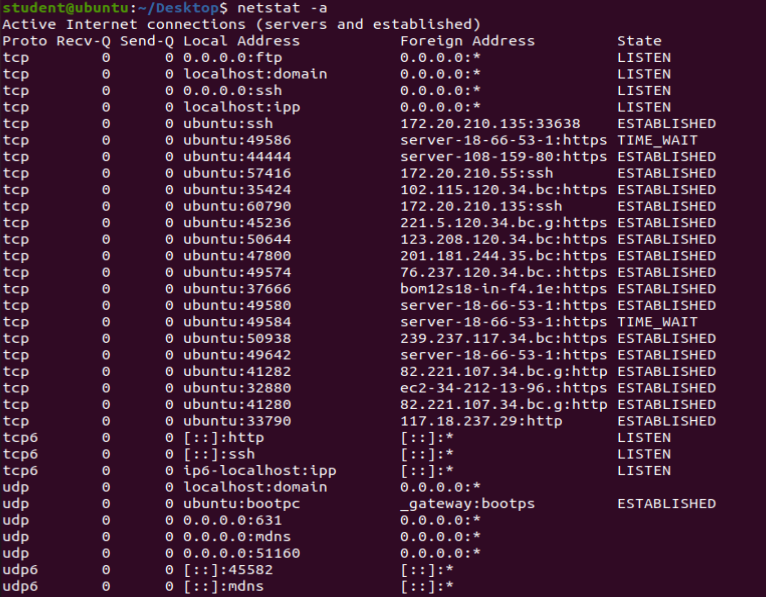 student@ubuntu:~/Desktop$ netstat -a
Active Internet connections (servers and established)
Proto Recv-Q Send-Q Local Address           Foreign Address         State
tcp        0      0 0.0.0.0:ftp             0.0.0.0:*               LISTEN
tcp        0      0 localhost:domain        0.0.0.0:*               LISTEN
tcp        0      0 0.0.0.0:ssh             0.0.0.0:*               LISTEN
tcp        0      0 localhost:ipp           0.0.0.0:*               LISTEN
tcp        0      0 ubuntu:ssh              172.20.210.135:33638    ESTABLISHED
tcp        0      0 ubuntu:49586            server-18-66-53-1:https TIME_WAIT
tcp        0      0 ubuntu:44444            server-108-159-80:https ESTABLISHED
tcp        0      0 ubuntu:57416            172.20.210.55:ssh       ESTABLISHED
tcp        0      0 ubuntu:35424            102.115.120.34.bc:https ESTABLISHED
tcp        0      0 ubuntu:60790            172.20.210.135:ssh      ESTABLISHED
tcp        0      0 ubuntu:45236            221.5.120.34.bc.g:https ESTABLISHED
tcp        0      0 ubuntu:50644            123.208.120.34.bc:https ESTABLISHED
tcp        0      0 ubuntu:47800            201.181.244.35.bc:https ESTABLISHED
tcp        0      0 ubuntu:49574            76.237.120.34.bc.:https ESTABLISHED
tcp        0      0 ubuntu:37666            bom12s18-in-f4.1e:https ESTABLISHED
tcp        0      0 ubuntu:49580            server-18-66-53-1:https ESTABLISHED
tcp        0      0 ubuntu:49584            server-18-66-53-1:https TIME_WAIT
tcp        0      0 ubuntu:50938            239.237.117.34.bc:https ESTABLISHED
tcp        0      0 ubuntu:49642            server-18-66-53-1:https ESTABLISHED
tcp        0      0 ubuntu:41282            82.221.107.34.bc.g:http ESTABLISHED
tcp        0      0 ubuntu:32880            ec2-34-212-13-96.:https ESTABLISHED
tcp        0      0 ubuntu:41280            82.221.107.34.bc.g:http ESTABLISHED
tcp        0      0 ubuntu:33790            117.18.237.29:http      ESTABLISHED
tcp6       0      0 [::]:http               [::]:*                  LISTEN
tcp6       0      0 [::]:ssh                [::]:*                  LISTEN
tcp6       0      0 ip6-localhost:ipp       [::]:*                  LISTEN
udp        0      0 localhost:domain        0.0.0.0:*
udp        0      0 ubuntu:bootpc           _gateway:bootps         ESTABLISHED
udp        0      0 0.0.0.0:631             0.0.0.0:*
udp        0      0 0.0.0.0:mdns            0.0.0.0:*
udp        0      0 0.0.0.0:51160           0.0.0.0:*
udp6       0      0 [::]:45582              [::]:*
udp6       0      0 [::]:mdns               [::]:*